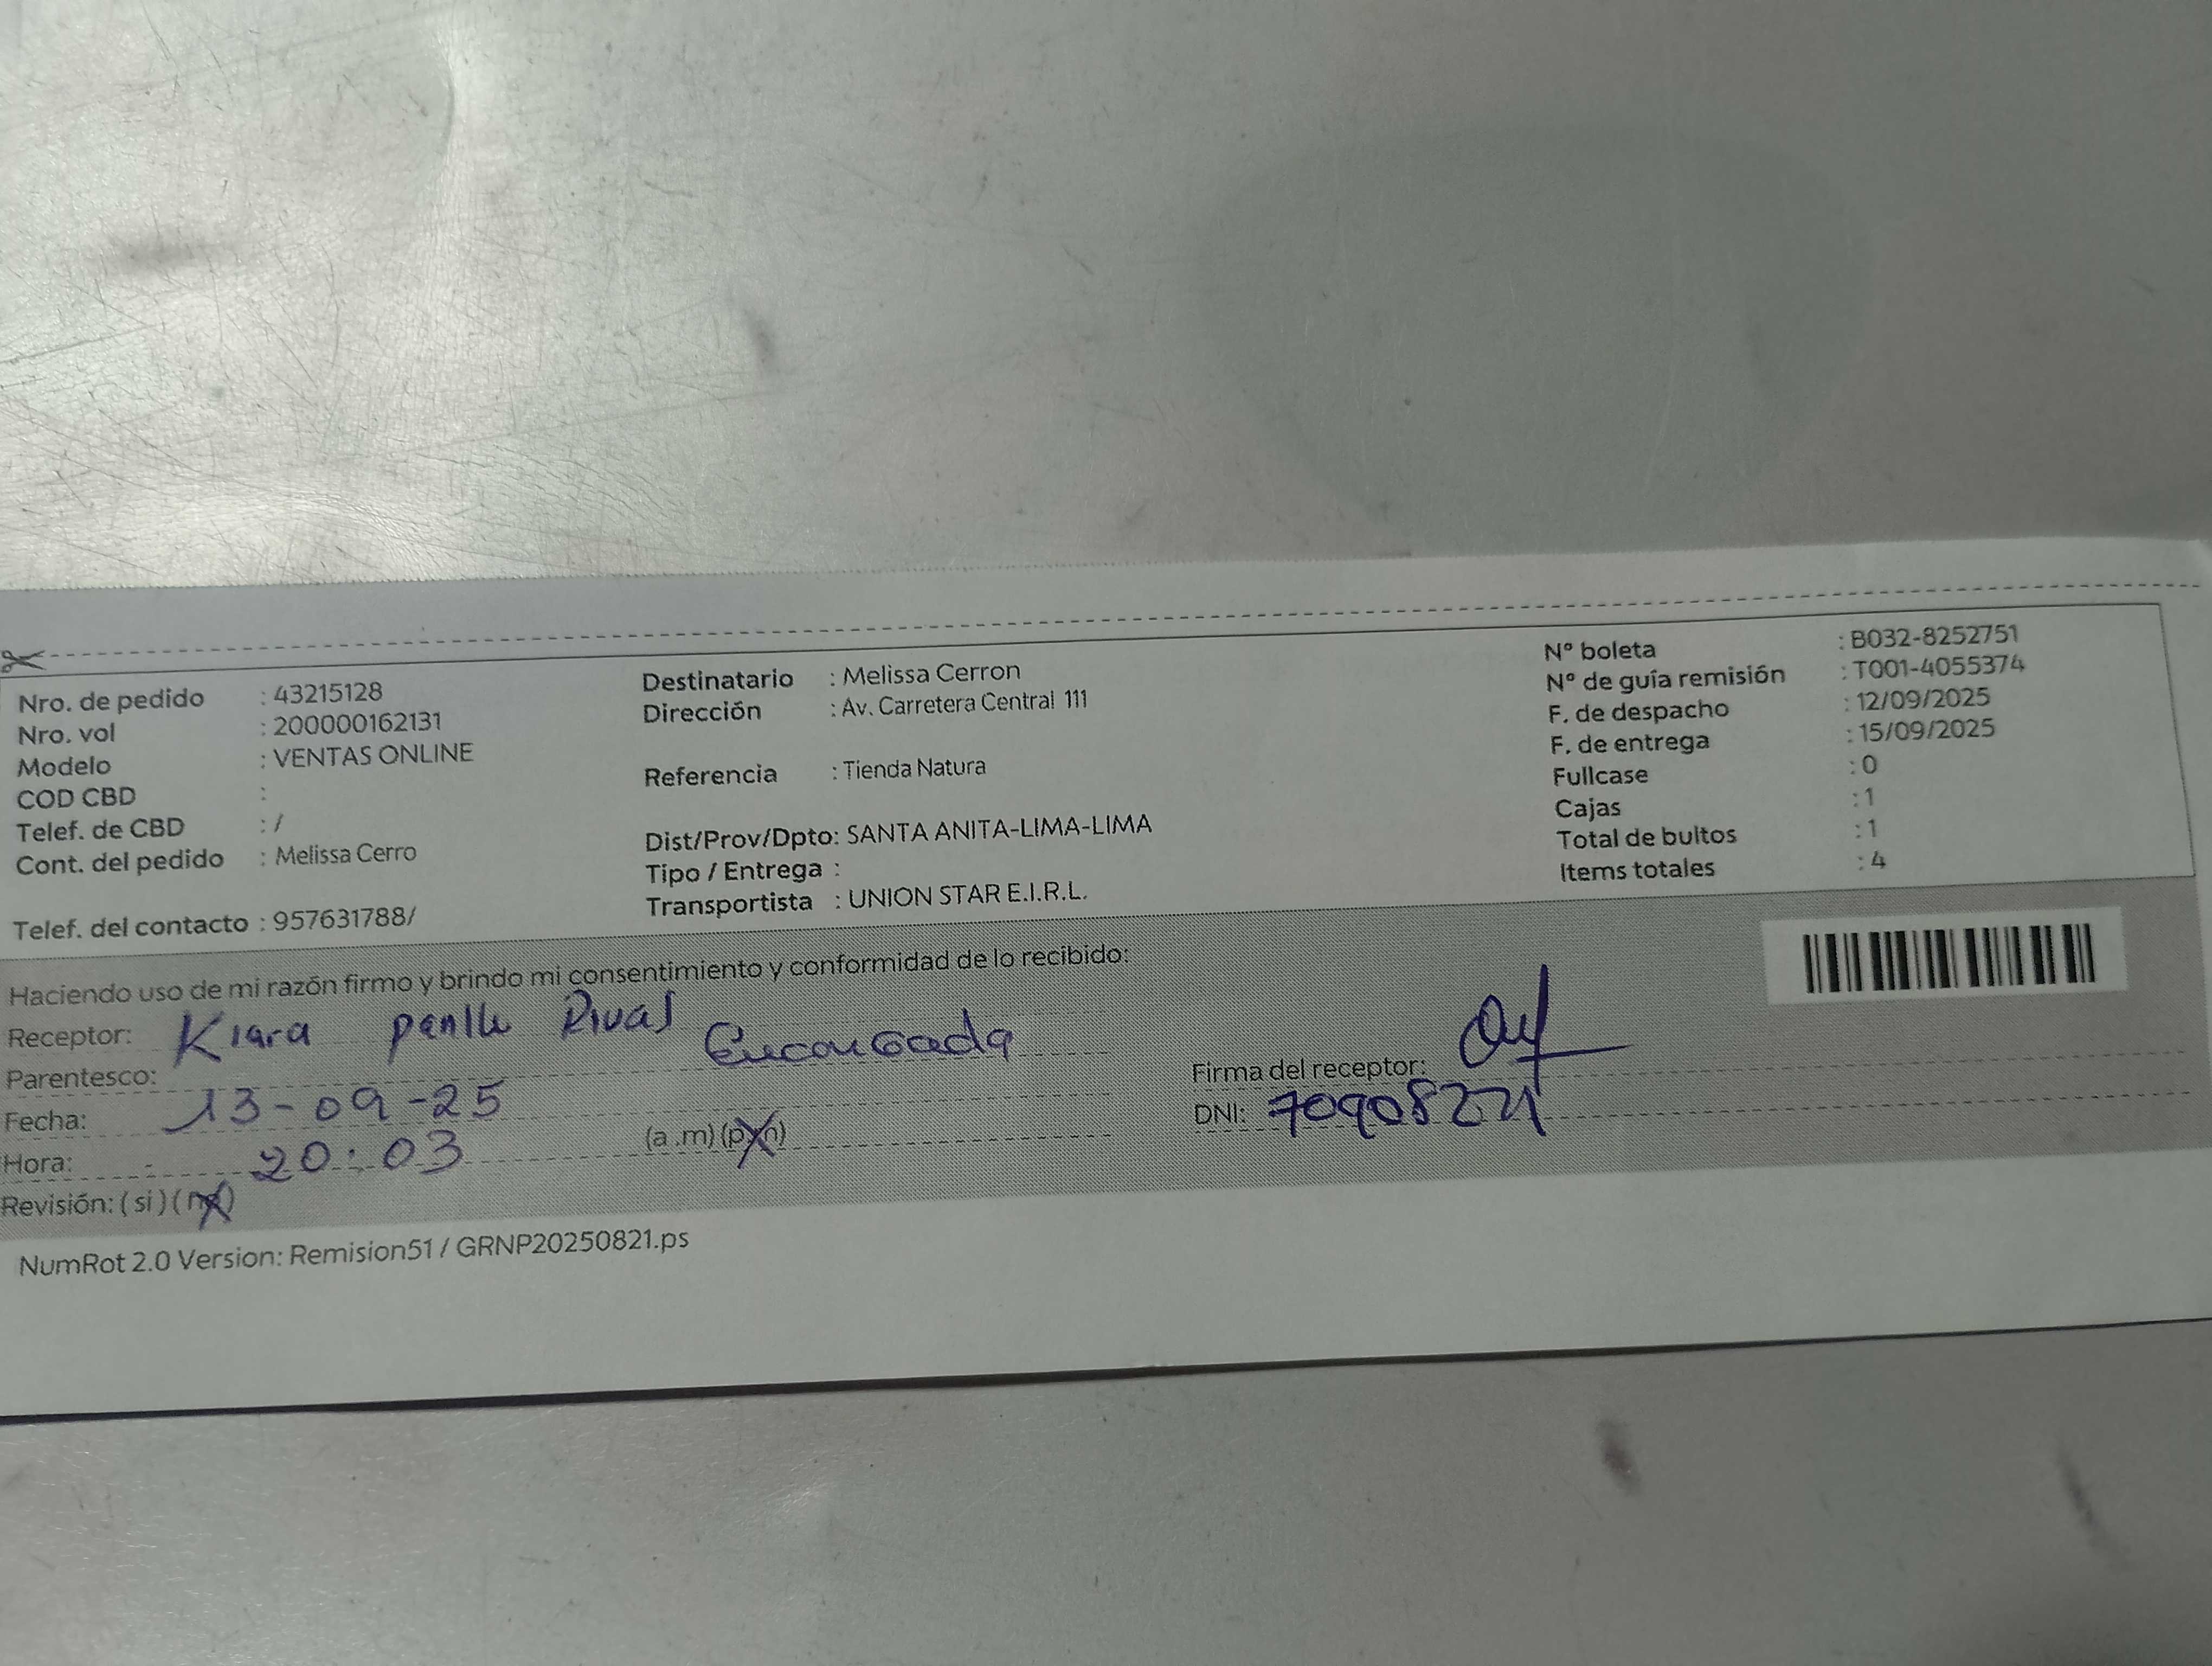 Nro. de pedido : 43215128
Nro. vol : 200000162131
Modelo : VENTAS ONLINE
COD CBD :
Telef. de CBD : /
Cont. del pedido : Melissa Cerro
Telef. del contacto : 957631788/
Destinatario : Melissa Cerron
Dirección : Av. Carretera Central 111
Referencia : Tienda Natura
Dist/Prov/Dpto: SANTA ANITA-LIMA-LIMA
Tipo / Entrega :
Transportista : UNION STAR E.I.R.L.
N° boleta : B032-8252751
N° de guía remisión : T001-4055374
F. de despacho : 12/09/2025
F. de entrega : 15/09/2025
Fullcase : 0
Cajas : 1
Total de bultos : 1
Items totales : 4
Haciendo uso de mi razón firmo y brindo mi consentimiento y conformidad de lo recibido:
Receptor: Kiara Rivas
Parentesco: Encargada
Fecha: 13-09-25
Hora: 20:03 (a.m) (p.m)
Revisión: (si) (no)
Firma del receptor:
DNI: 70908221
NumRot 2.0 Version: Remision51 / GRNP20250821.ps